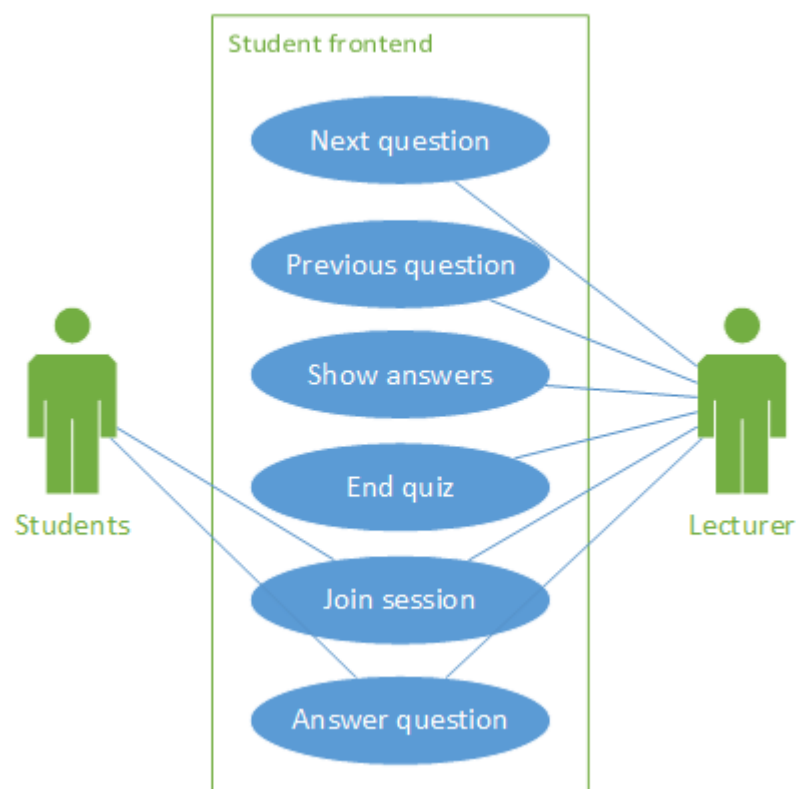 Student frontend
Next question
Previous question
Show answers
End quiz
Students
Lecturer
Join session
Answer question